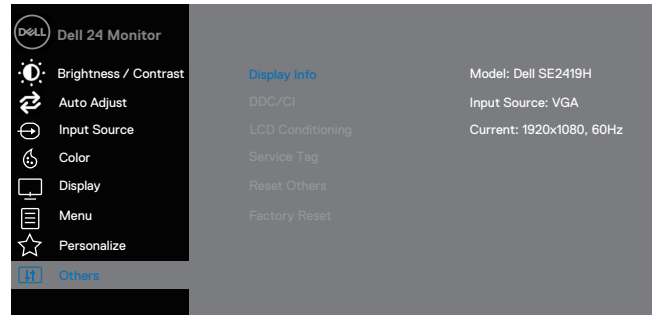 DELL Dell 24 Monitor
Brightness / Contrast Display Info Model: Dell SE2419H
Auto Adjust DDC/CI Input Source: VGA
Input Source LCD Conditioning Current: 1920x1080, 60Hz
Color Service Tag
Display Reset Others
Menu Factory Reset
Personalize
Others